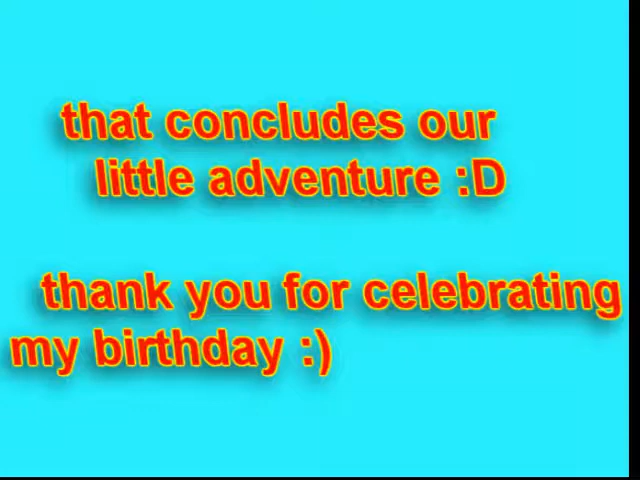 that concludes our
little adventure :D
thank you for celebrating
my birthday :)